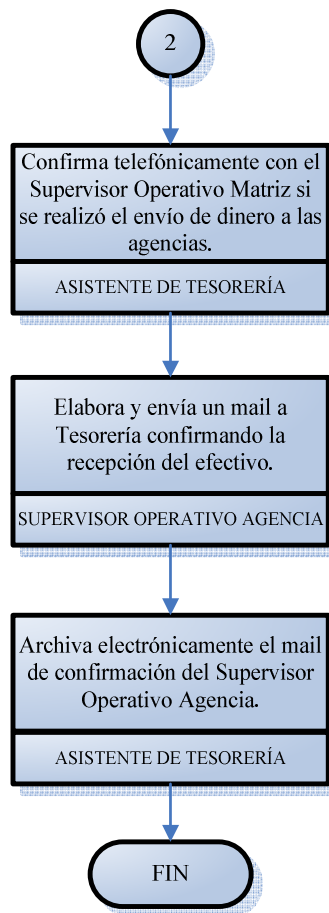 2
Confirma telefónicamente con el
Supervisor Operativo Matriz si
se realizó el envío de dinero a las
agencias.
ASISTENTE DE TESORERÍA
Elabora y envía un mail a
Tesorería confirmando la
recepción del efectivo.
SUPERVISOR OPERATIVO AGENCIA
Archiva electrónicamente el mail
de confirmación del Supervisor
Operativo Agencia.
ASISTENTE DE TESORERÍA
FIN